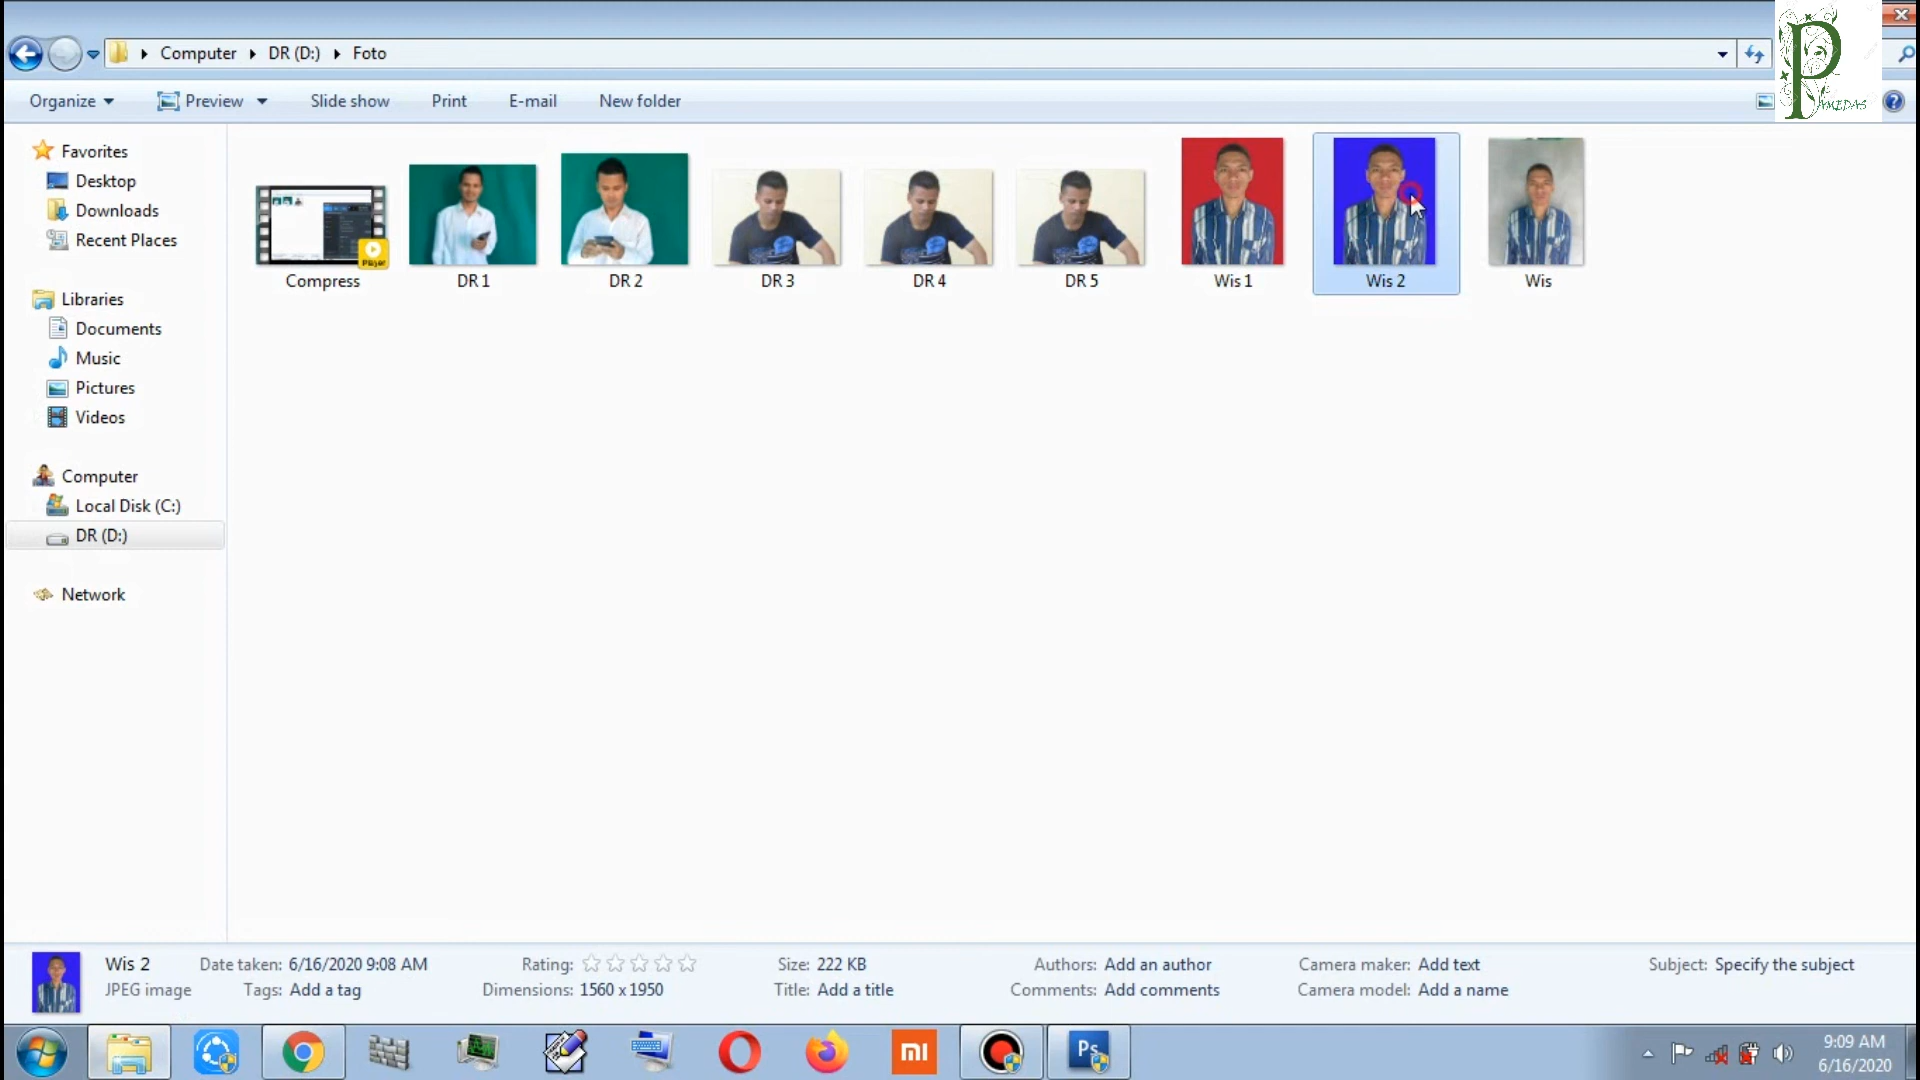 Computer DR (D:) Foto
PAMEDAS
Organize Preview Slide show Print E-mail New folder
Favorites
Desktop
Downloads
Recent Places
Libraries
Documents
Music
Pictures
Videos
Computer
Local Disk (C:)
DR (D:)
Network
Player
Compress DR 1 DR 2 DR 3 DR 4 DR 5 Wis 1 Wis 2 Wis
Wis 2 Date taken: 6/16/2020 9:08 AM Rating: Size: 222 KB Authors: Add an author Camera maker: Add text Subject: Specify the subject
JPEG image Tags: Add a tag Dimensions: 1560 x 1950 Title: Add a title Comments: Add comments Camera model: Add a name
mi
Ps
9:09 AM
6/16/2020